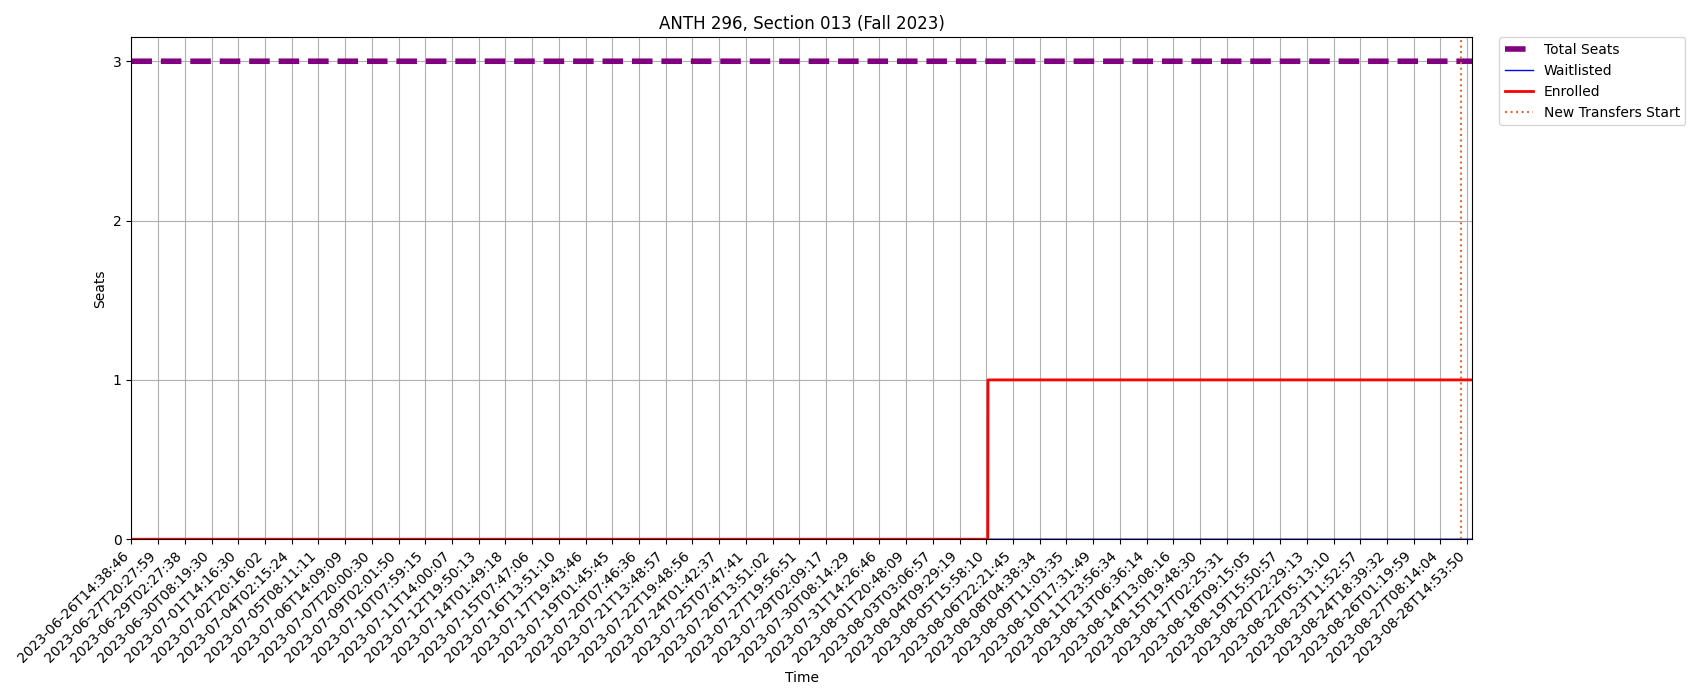 ANTH 296, Section 013 (Fall 2023)
Total Seats
Waitlisted
Enrolled
New Transfers Start
Seats
3
2
1
0
2023-06-26T14:38:46
2023-06-27T20:27:59
2023-06-29T02:27:38
2023-06-30T08:19:30
2023-07-01T14:16:30
2023-07-02T20:16:02
2023-07-04T02:15:24
2023-07-05T08:11:11
2023-07-06T14:09:09
2023-07-07T20:00:30
2023-07-09T02:01:50
2023-07-10T07:59:15
2023-07-11T14:00:07
2023-07-12T19:50:13
2023-07-14T01:49:18
2023-07-15T07:47:06
2023-07-16T13:51:10
2023-07-17T19:43:46
2023-07-19T01:45:45
2023-07-20T07:46:36
2023-07-21T13:48:57
2023-07-22T19:48:56
2023-07-24T01:42:37
2023-07-25T07:47:41
2023-07-26T13:51:02
2023-07-27T19:56:51
2023-07-29T02:09:17
2023-07-30T08:14:29
2023-07-31T14:26:46
2023-08-01T20:48:09
2023-08-03T03:06:57
2023-08-04T09:29:19
2023-08-05T15:58:10
2023-08-06T22:21:45
2023-08-08T04:38:34
2023-08-09T11:03:35
2023-08-10T17:31:49
2023-08-11T23:56:34
2023-08-13T06:36:14
2023-08-14T13:08:16
2023-08-15T19:48:30
2023-08-17T02:25:31
2023-08-18T09:15:05
2023-08-19T15:50:57
2023-08-20T22:29:13
2023-08-22T05:13:10
2023-08-23T11:52:57
2023-08-24T18:39:32
2023-08-26T01:19:59
2023-08-27T08:14:04
2023-08-28T14:53:50
Time